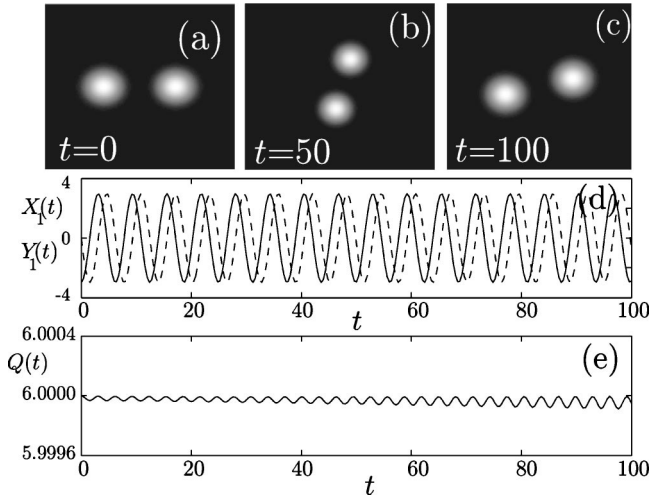 (a) (b) (c)
t=0 t=50 t=100
4 (d)
X₁(t)
0
Y₁(t)
-4
0 20 40 60 80 100
t
6.0004 (e)
Q(t)
6.0000
5.9996
0 20 40 60 80 100
t